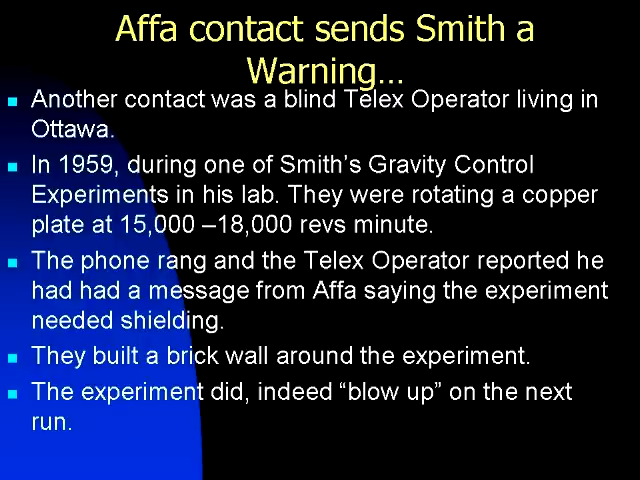 Affa contact sends Smith a
Warning…
Another contact was a blind Telex Operator living in
Ottawa.
In 1959, during one of Smith's Gravity Control
Experiments in his lab. They were rotating a copper
plate at 15,000 –18,000 revs minute.
The phone rang and the Telex Operator reported he
had had a message from Affa saying the experiment
needed shielding.
They built a brick wall around the experiment.
The experiment did, indeed “blow up” on the next
run.